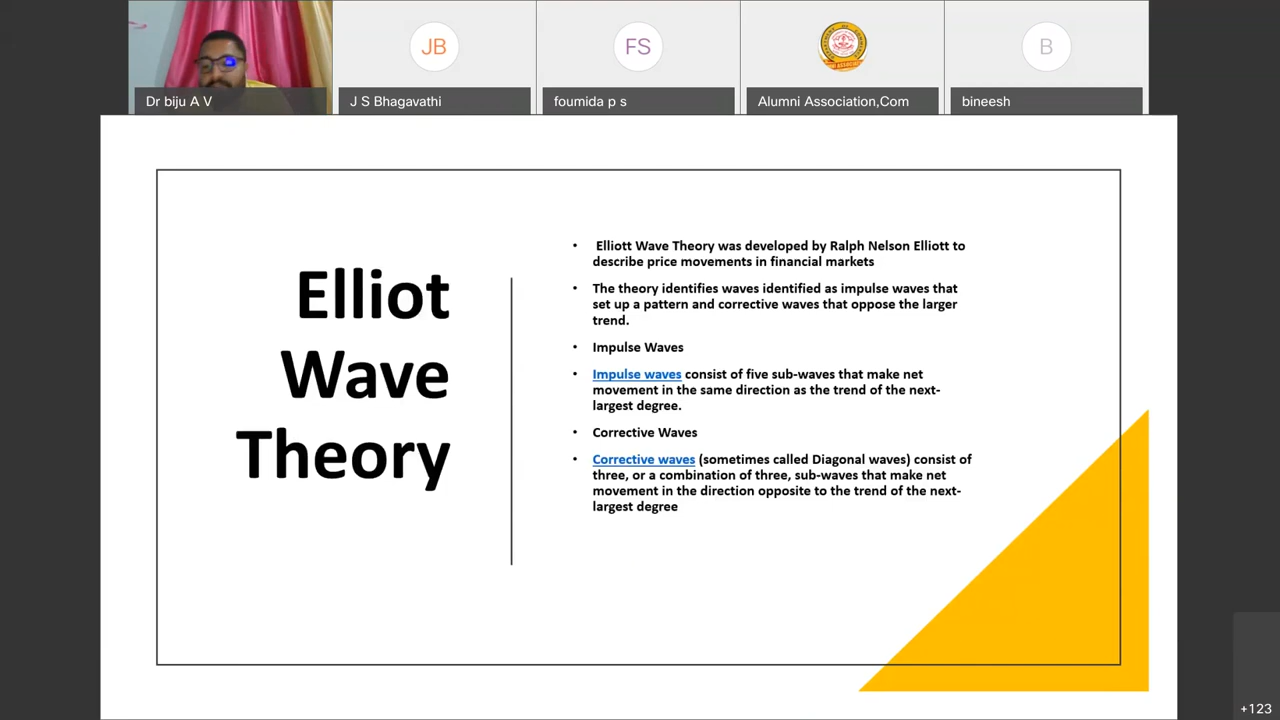 Dr biju A V
JB
J S Bhagavathi
FS
foumida p s
Alumni Association,Com
B
bineesh
Elliot
Wave
Theory
• Elliott Wave Theory was developed by Ralph Nelson Elliott to
describe price movements in financial markets
• The theory identifies waves identified as impulse waves that
set up a pattern and corrective waves that oppose the larger
trend.
• Impulse Waves
• Impulse waves consist of five sub-waves that make net
movement in the same direction as the trend of the next-
largest degree.
• Corrective Waves
• Corrective waves (sometimes called Diagonal waves) consist of
three, or a combination of three, sub-waves that make net
movement in the direction opposite to the trend of the next-
largest degree
+123